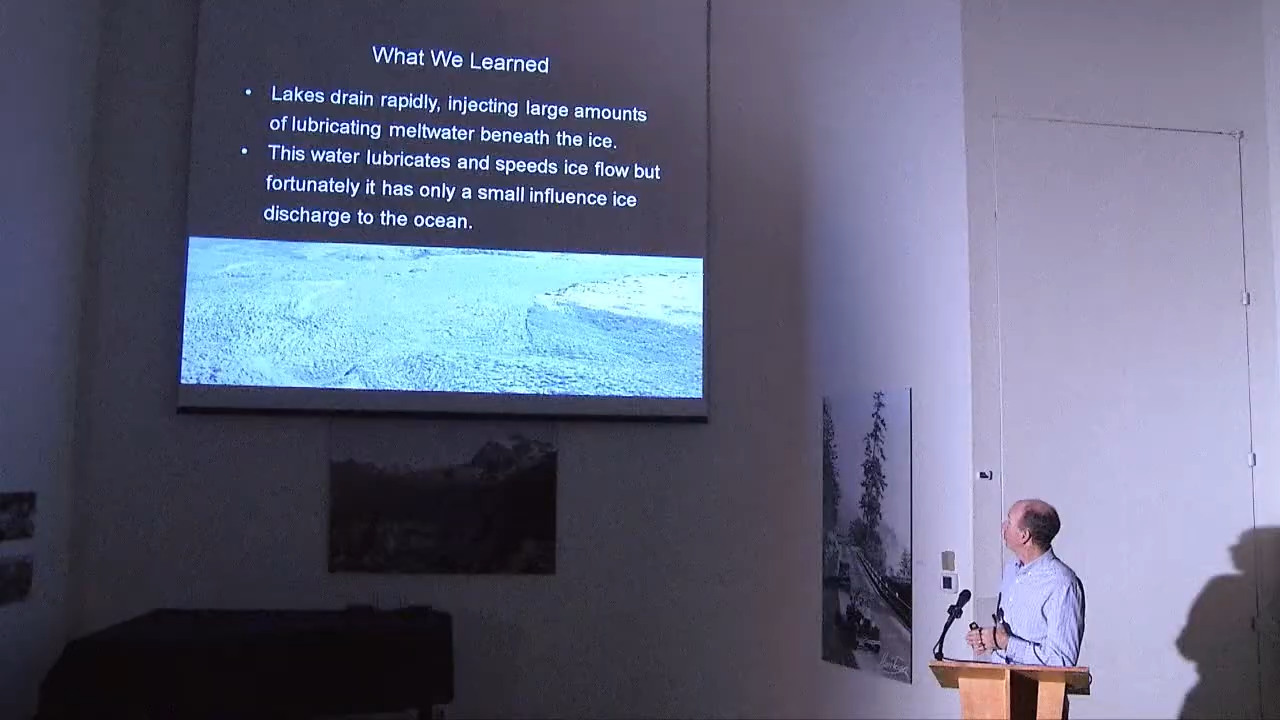 What We Learned
• Lakes drain rapidly, injecting large amounts
of lubricating meltwater beneath the ice.
• This water lubricates and speeds ice flow but
fortunately it has only a small influence ice
discharge to the ocean.